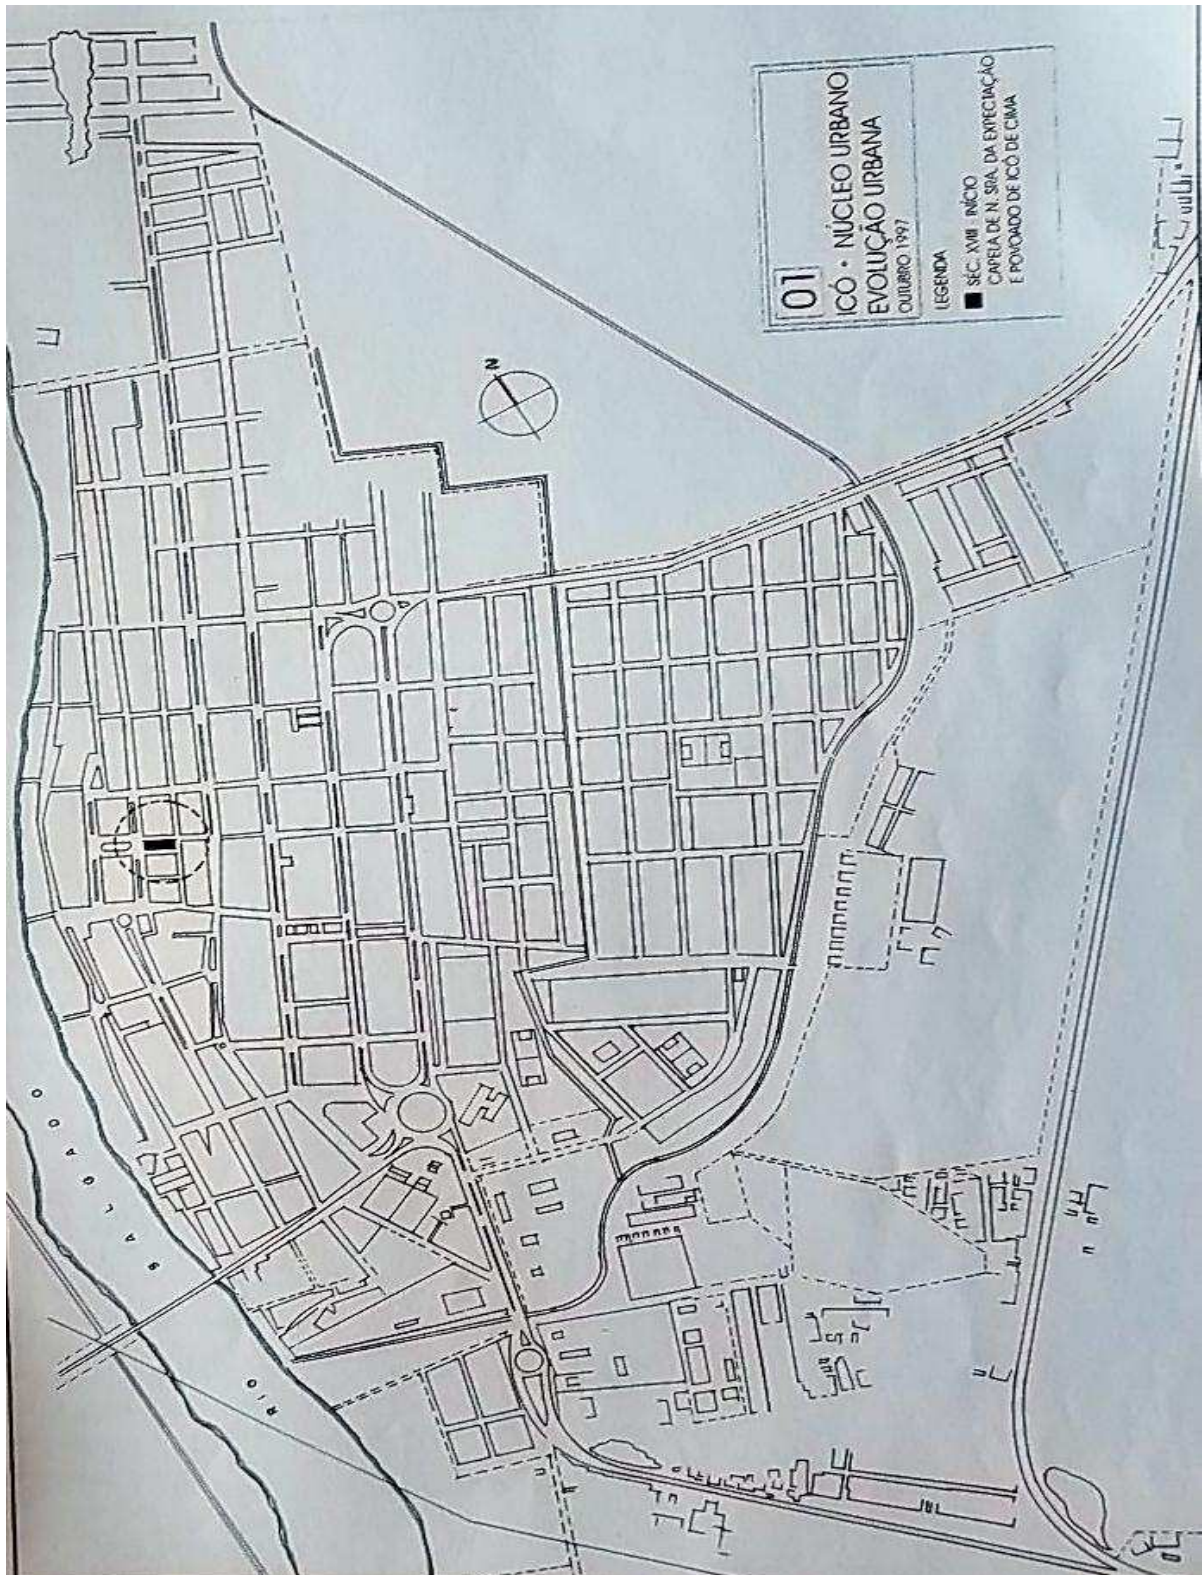 01
ICÓ • NÚCLEO URBANO
EVOLUÇÃO URBANA
OUTUBRO 1997
LEGENDA
SÉC. XVIII - INÍCIO
CAPELA DE N. SRA. DA EXPECTAÇÃO
E POVOADO DE ICÓ DE CIMA
N
RIO SALGADO